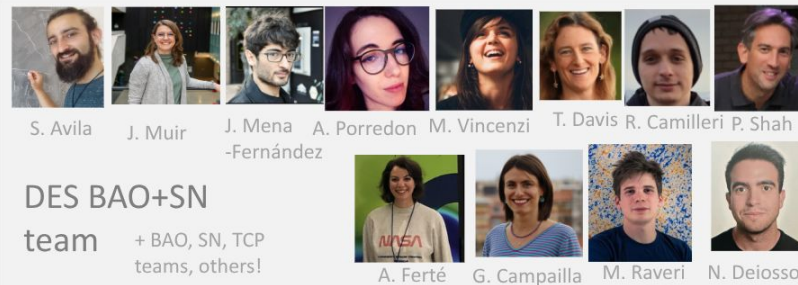 S. Avila
J. Muir
J. Mena
-Fernández
A. Porredon
M. Vincenzi
T. Davis
R. Camilleri
P. Shah
DES BAO+SN
team
+ BAO, SN, TCP
teams, others!
NASA
A. Ferté
G. Campailla
M. Raveri
N. Deiosso